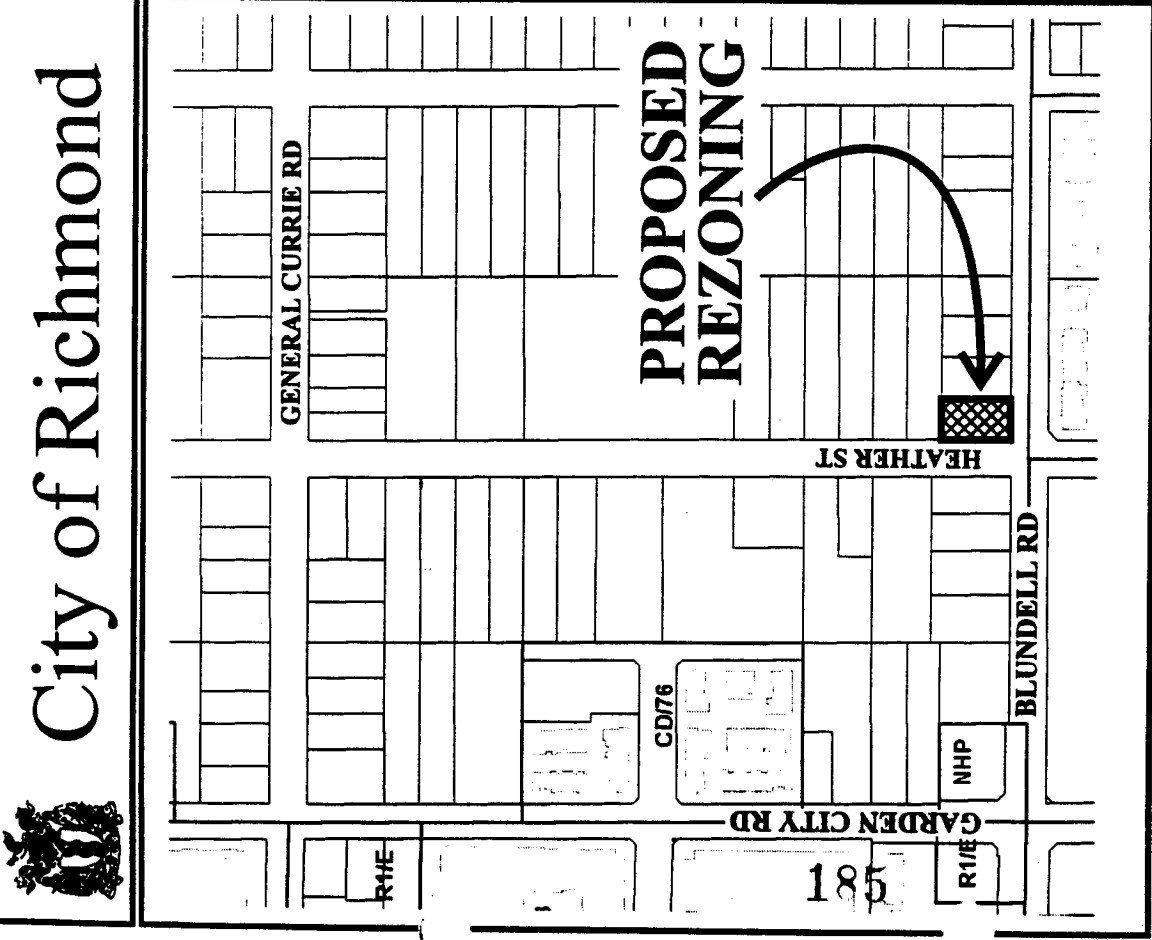 City of Richmond
GENERAL CURRIE RD
PROPOSED
REZONING
HEATHER ST
BLUNDELL RD
CD/76
NHP
GARDEN CITY RD
R1/E
R1/E
185